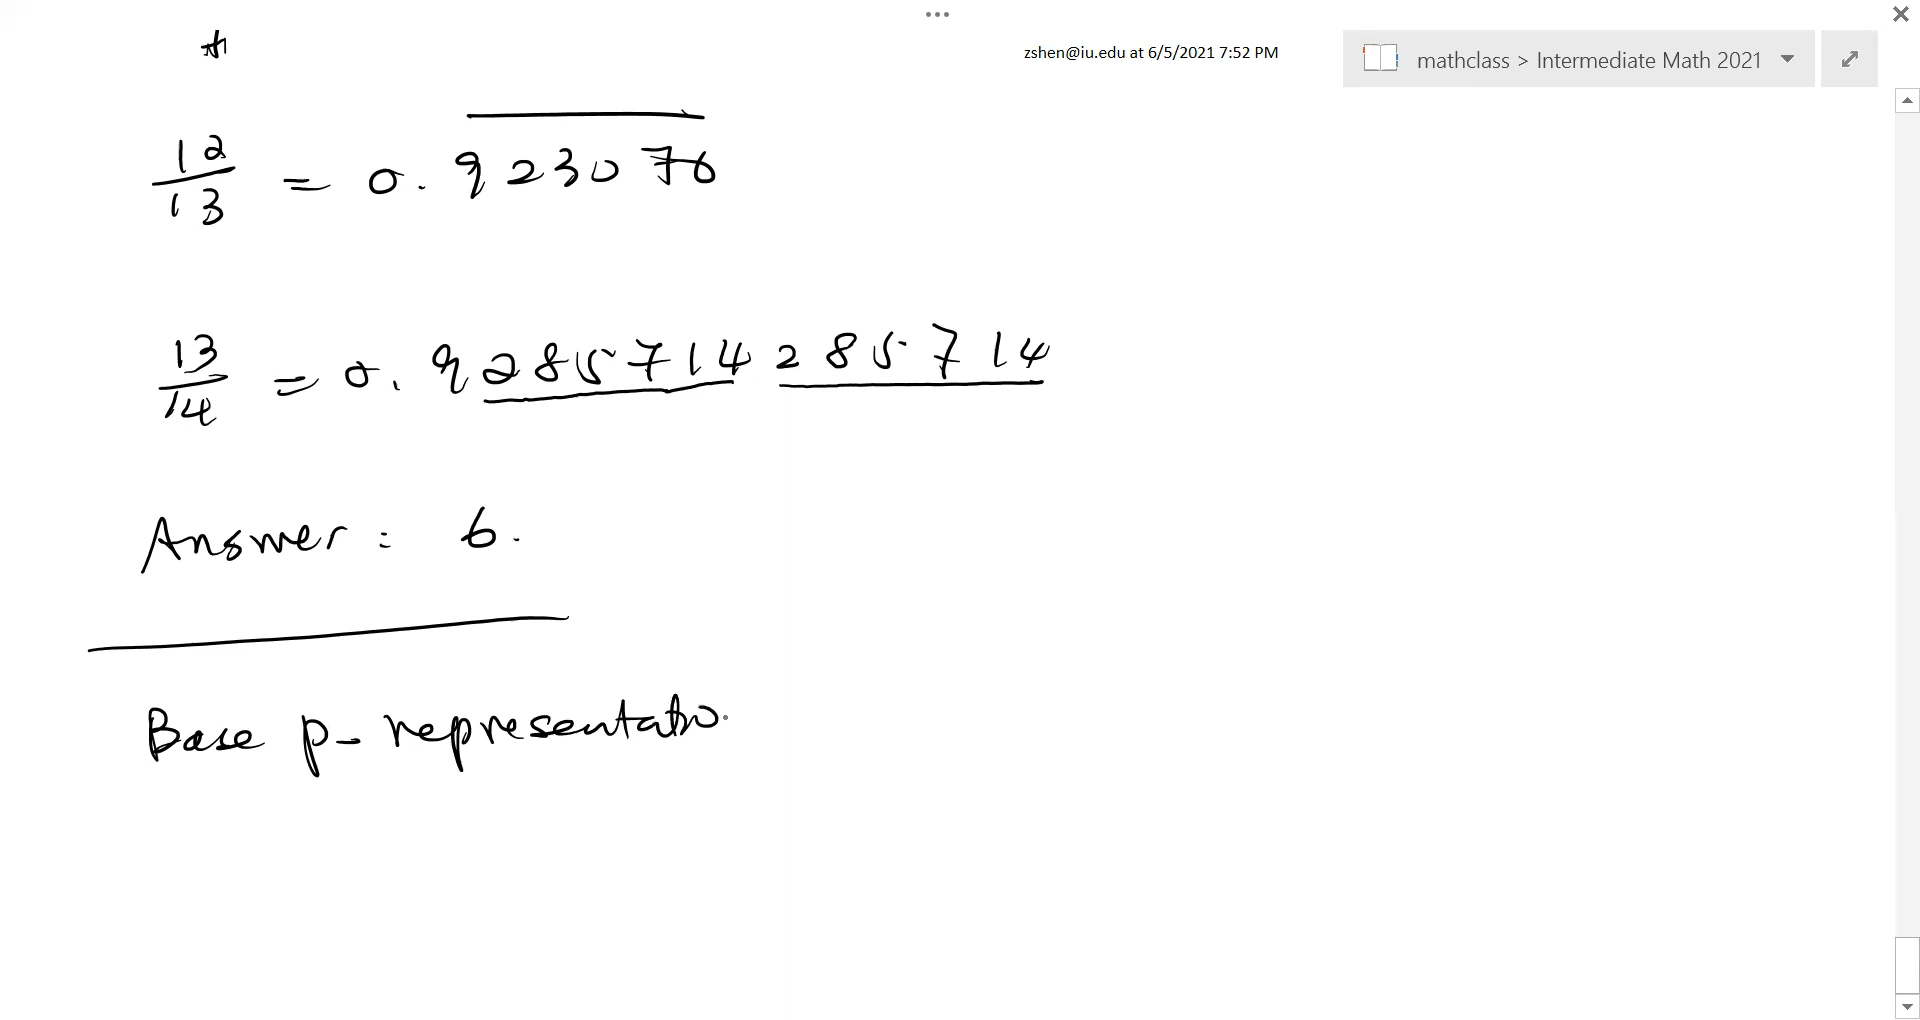 zshen@iu.edu at 6/5/2021 7:52 PM
mathclass > Intermediate Math 2021
12/13 = 0.923076
13/14 = 0.9285714285714
Answer: 6.
Base p- representatio